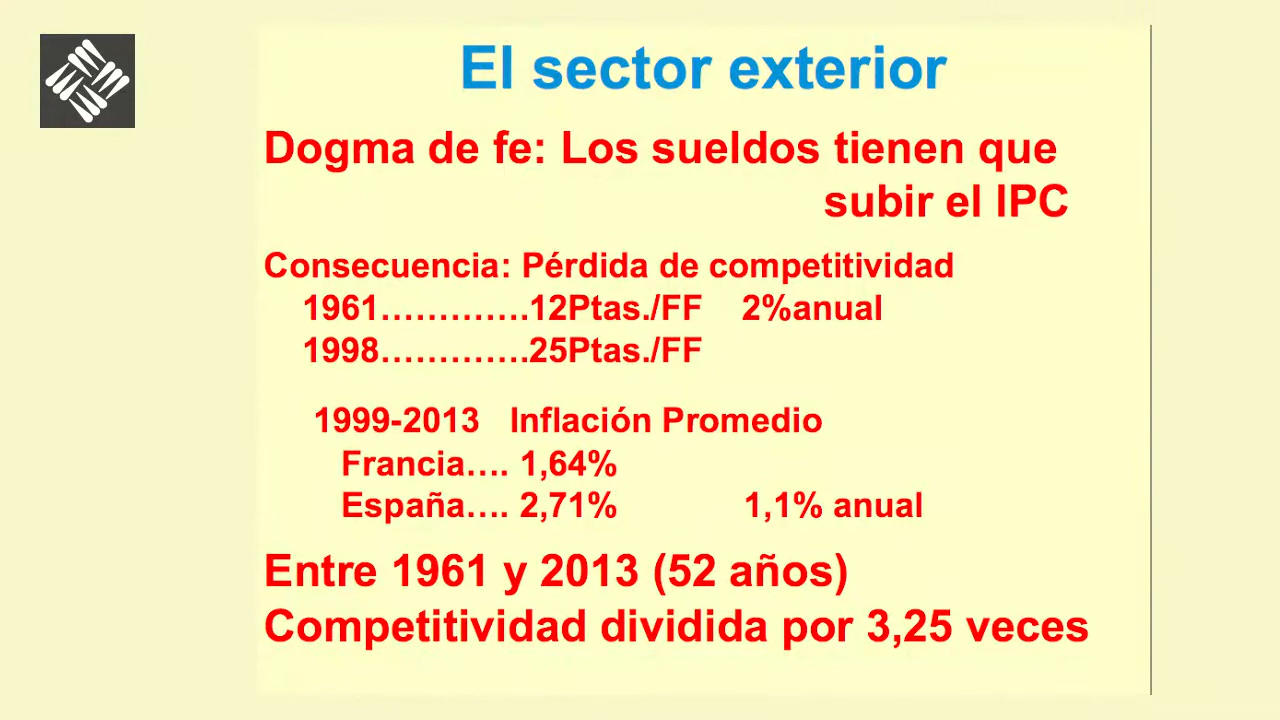 El sector exterior
Dogma de fe: Los sueldos tienen que
subir el IPC
Consecuencia: Pérdida de competitividad
1961………….12Ptas./FF 2%anual
1998………….25Ptas./FF
1999-2013 Inflación Promedio
Francia…. 1,64%
España…. 2,71% 1,1% anual
Entre 1961 y 2013 (52 años)
Competitividad dividida por 3,25 veces